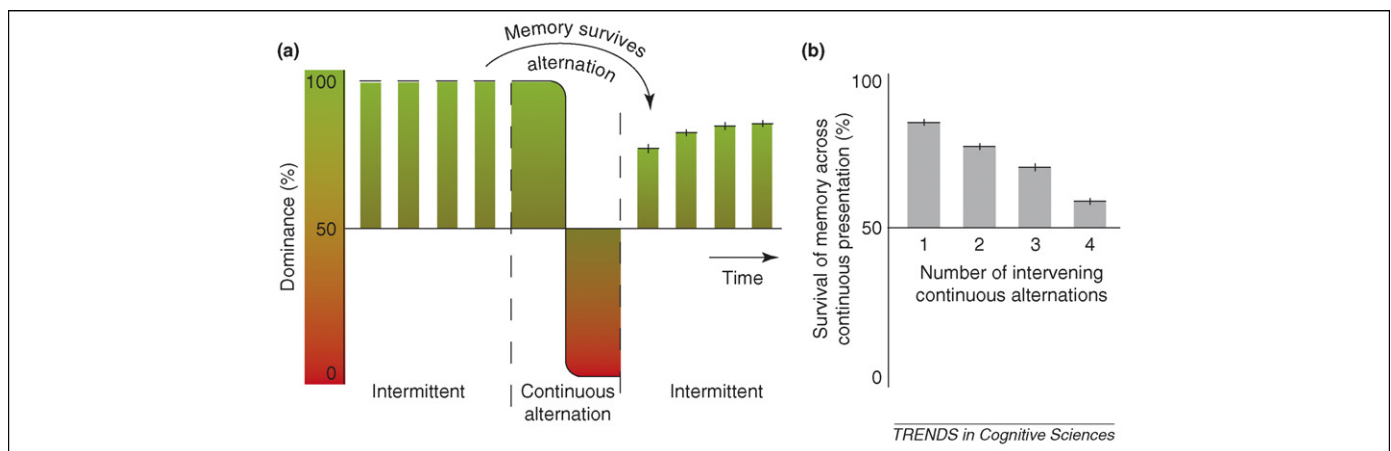 (a)
Memory survives
alternation
100
50
0
Dominance (%)
Time
Intermittent
Continuous
alternation
Intermittent
(b)
100
50
0
Survival of memory across
continuous presentation (%)
1 2 3 4
Number of intervening
continuous alternations
TRENDS in Cognitive Sciences